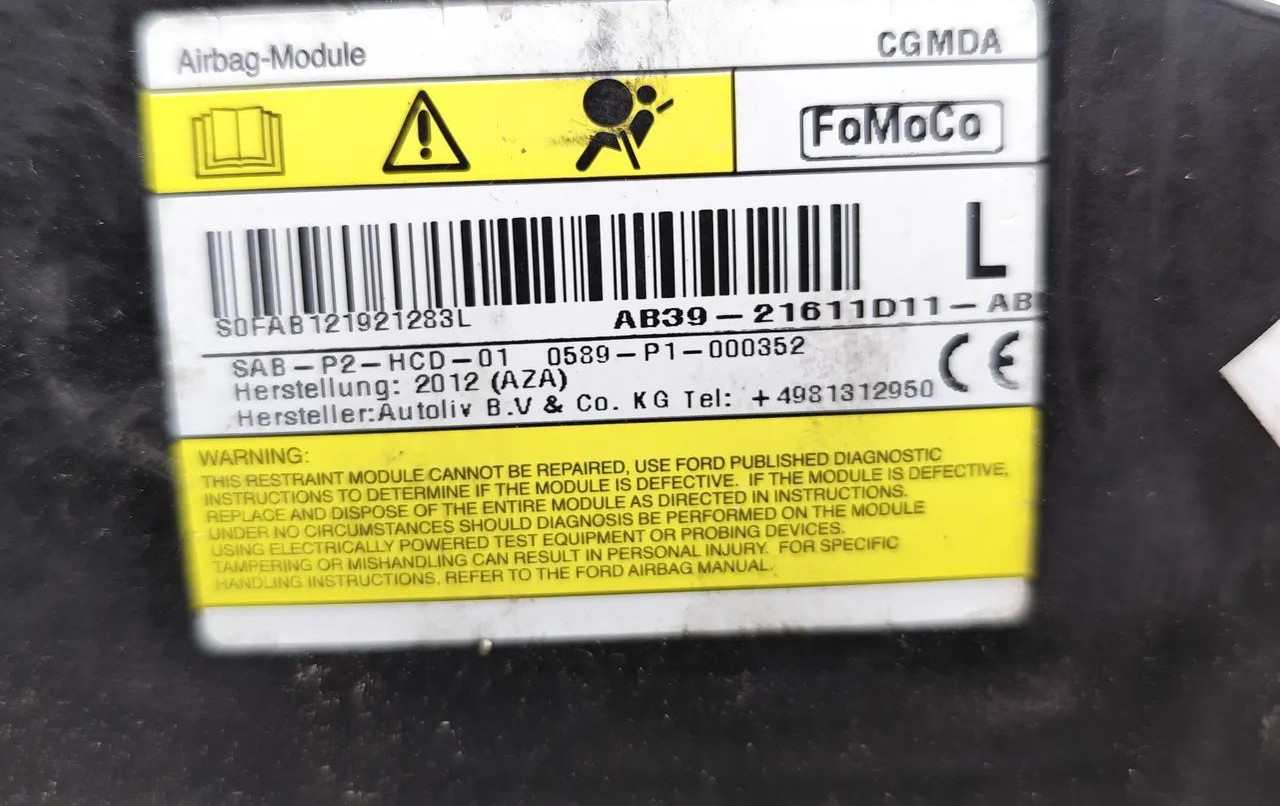 Airbag-Module
CGMDA
FoMoCo
L
S0FAB121921283L
AB39-21611D11-AB
SAB-P2-HCD-01 0589-P1-000352
Herstellung: 2012 (AZA)
CE
Hersteller:Autoliv B.V & Co. KG Tel: +4981312950
WARNING:
THIS RESTRAINT MODULE CANNOT BE REPAIRED, USE FORD PUBLISHED DIAGNOSTIC
INSTRUCTIONS TO DETERMINE IF THE MODULE IS DEFECTIVE. IF THE MODULE IS DEFECTIVE,
REPLACE AND DISPOSE OF THE ENTIRE MODULE AS DIRECTED IN INSTRUCTIONS.
UNDER NO CIRCUMSTANCES SHOULD DIAGNOSIS BE PERFORMED ON THE MODULE
USING ELECTRICALLY POWERED TEST EQUIPMENT OR PROBING DEVICES.
TAMPERING OR MISHANDLING CAN RESULT IN PERSONAL INJURY. FOR SPECIFIC
HANDLING INSTRUCTIONS, REFER TO THE FORD AIRBAG MANUAL.